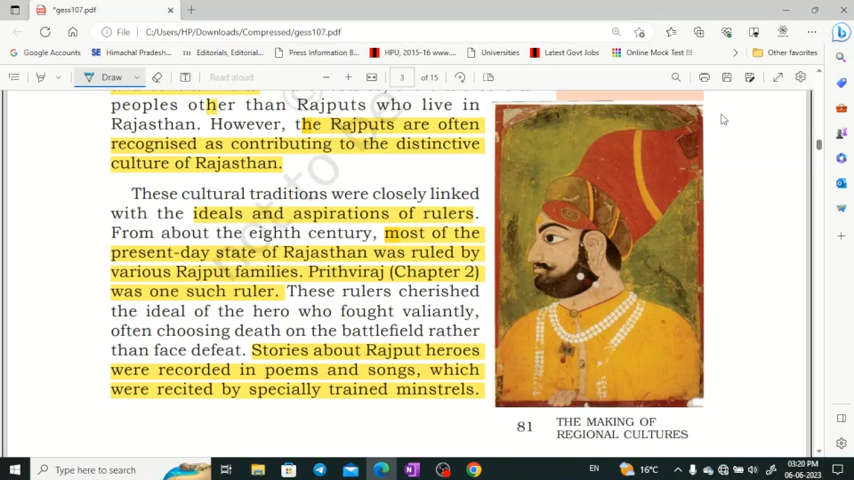 *gess107.pdf
File
C:/Users/HP/Downloads/Compressed/gess107.pdf
Google Accounts
Himachal Pradesh...
Editorials, Editorial...
Press Information B...
HPU, 2015-16 www....
Universities
Latest Govt Jobs
Online Mock Test !!!
Other favorites
Draw
Read aloud
3
of 15
peoples other than Rajputs who live in
Rajasthan. However, the Rajputs are often
recognised as contributing to the distinctive
culture of Rajasthan.
These cultural traditions were closely linked
with the ideals and aspirations of rulers.
From about the eighth century, most of the
present-day state of Rajasthan was ruled by
various Rajput families. Prithviraj (Chapter 2)
was one such ruler. These rulers cherished
the ideal of the hero who fought valiantly,
often choosing death on the battlefield rather
than face defeat. Stories about Rajput heroes
were recorded in poems and songs, which
were recited by specially trained minstrels.
not to be
81
THE MAKING OF
REGIONAL CULTURES
Type here to search
16°C
EN
03:20 PM
06-06-2023